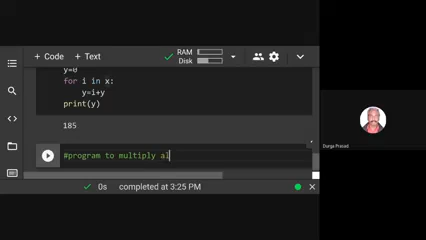 + Code + Text
RAM
Disk
y=0
for i in x:
y=i+y
print(y)
185
#program to multiply al
0s completed at 3:25 PM
Durga Prasad